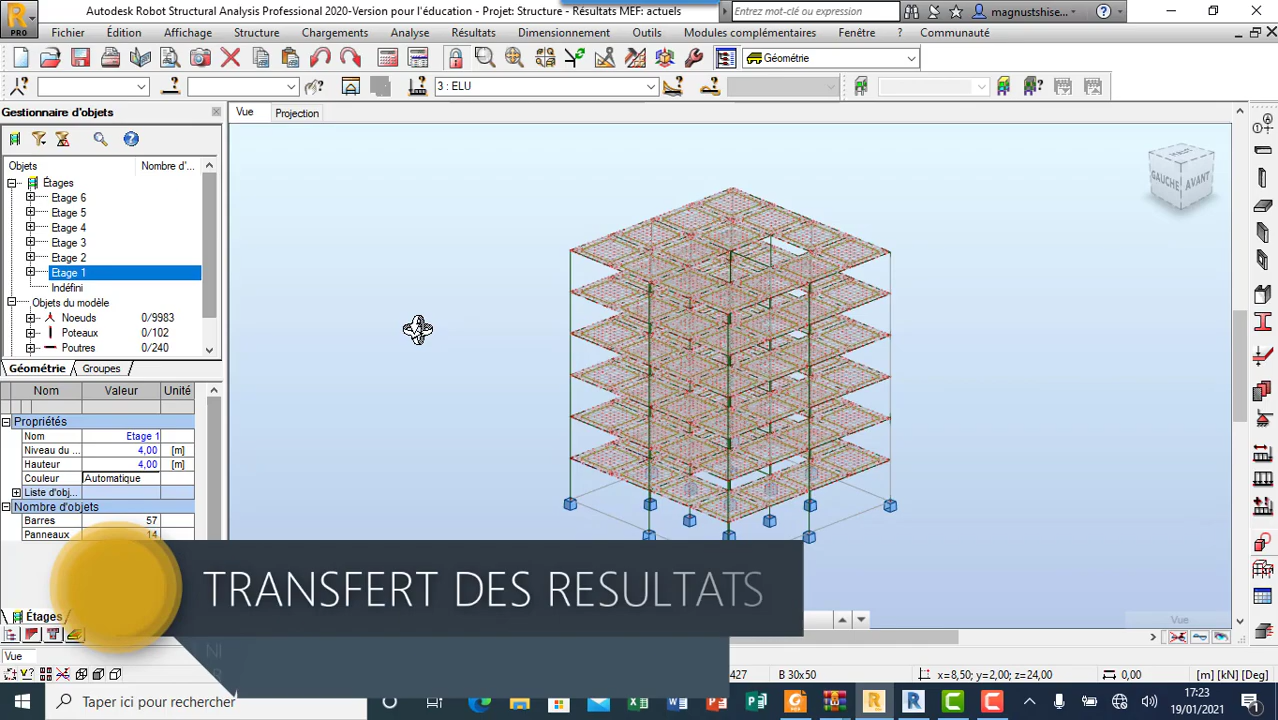 PRO
Autodesk Robot Structural Analysis Professional 2020-Version pour l'éducation - Projet: Structure - Résultats MEF: actuels
Entrez mot-clé ou expression
magnustshise...
Fichier Édition Affichage Structure Chargements Analyse Résultats Dimensionnement Outils Modules complémentaires Fenêtre ? Communauté
Géométrie
3 : ELU
Gestionnaire d'objets
Vue Projection
Objets Nombre d'...
Étages
Etage 6
Etage 5
Etage 4
Etage 3
Etage 2
Etage 1
Indéfini
Objets du modèle
Noeuds 0/9983
Poteaux 0/102
Poutres 0/240
Géométrie Groupes
Nom Valeur Unité
Propriétés
Nom Etage 1
Niveau du ... 4,00 [m]
Hauteur 4,00 [m]
Couleur Automatique
Liste d'obj...
Nombre d'objets
Barres 57
Panneaux 14
GAUCHE AVANT
TRANSFERT DES RESULTATS
Étages
Vue
Vue
427 B 30x50 x=8,50; y=2,00; z=24,00 0,00 [m] [kN] [Deg]
Taper ici pour rechercher
17:23
19/01/2021